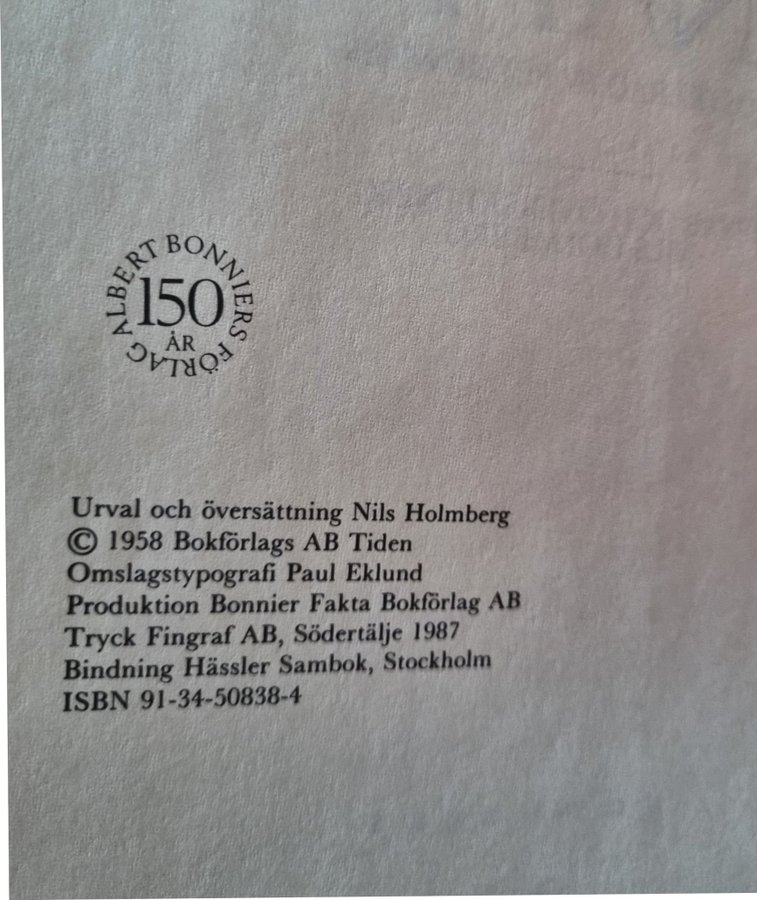 ALBERT BONNIERS FÖRLAG
150
ÅR
Urval och översättning Nils Holmberg
© 1958 Bokförlags AB Tiden
Omslagstypografi Paul Eklund
Produktion Bonnier Fakta Bokförlag AB
Tryck Fingraf AB, Södertälje 1987
Bindning Hässler Sambok, Stockholm
ISBN 91-34-50838-4